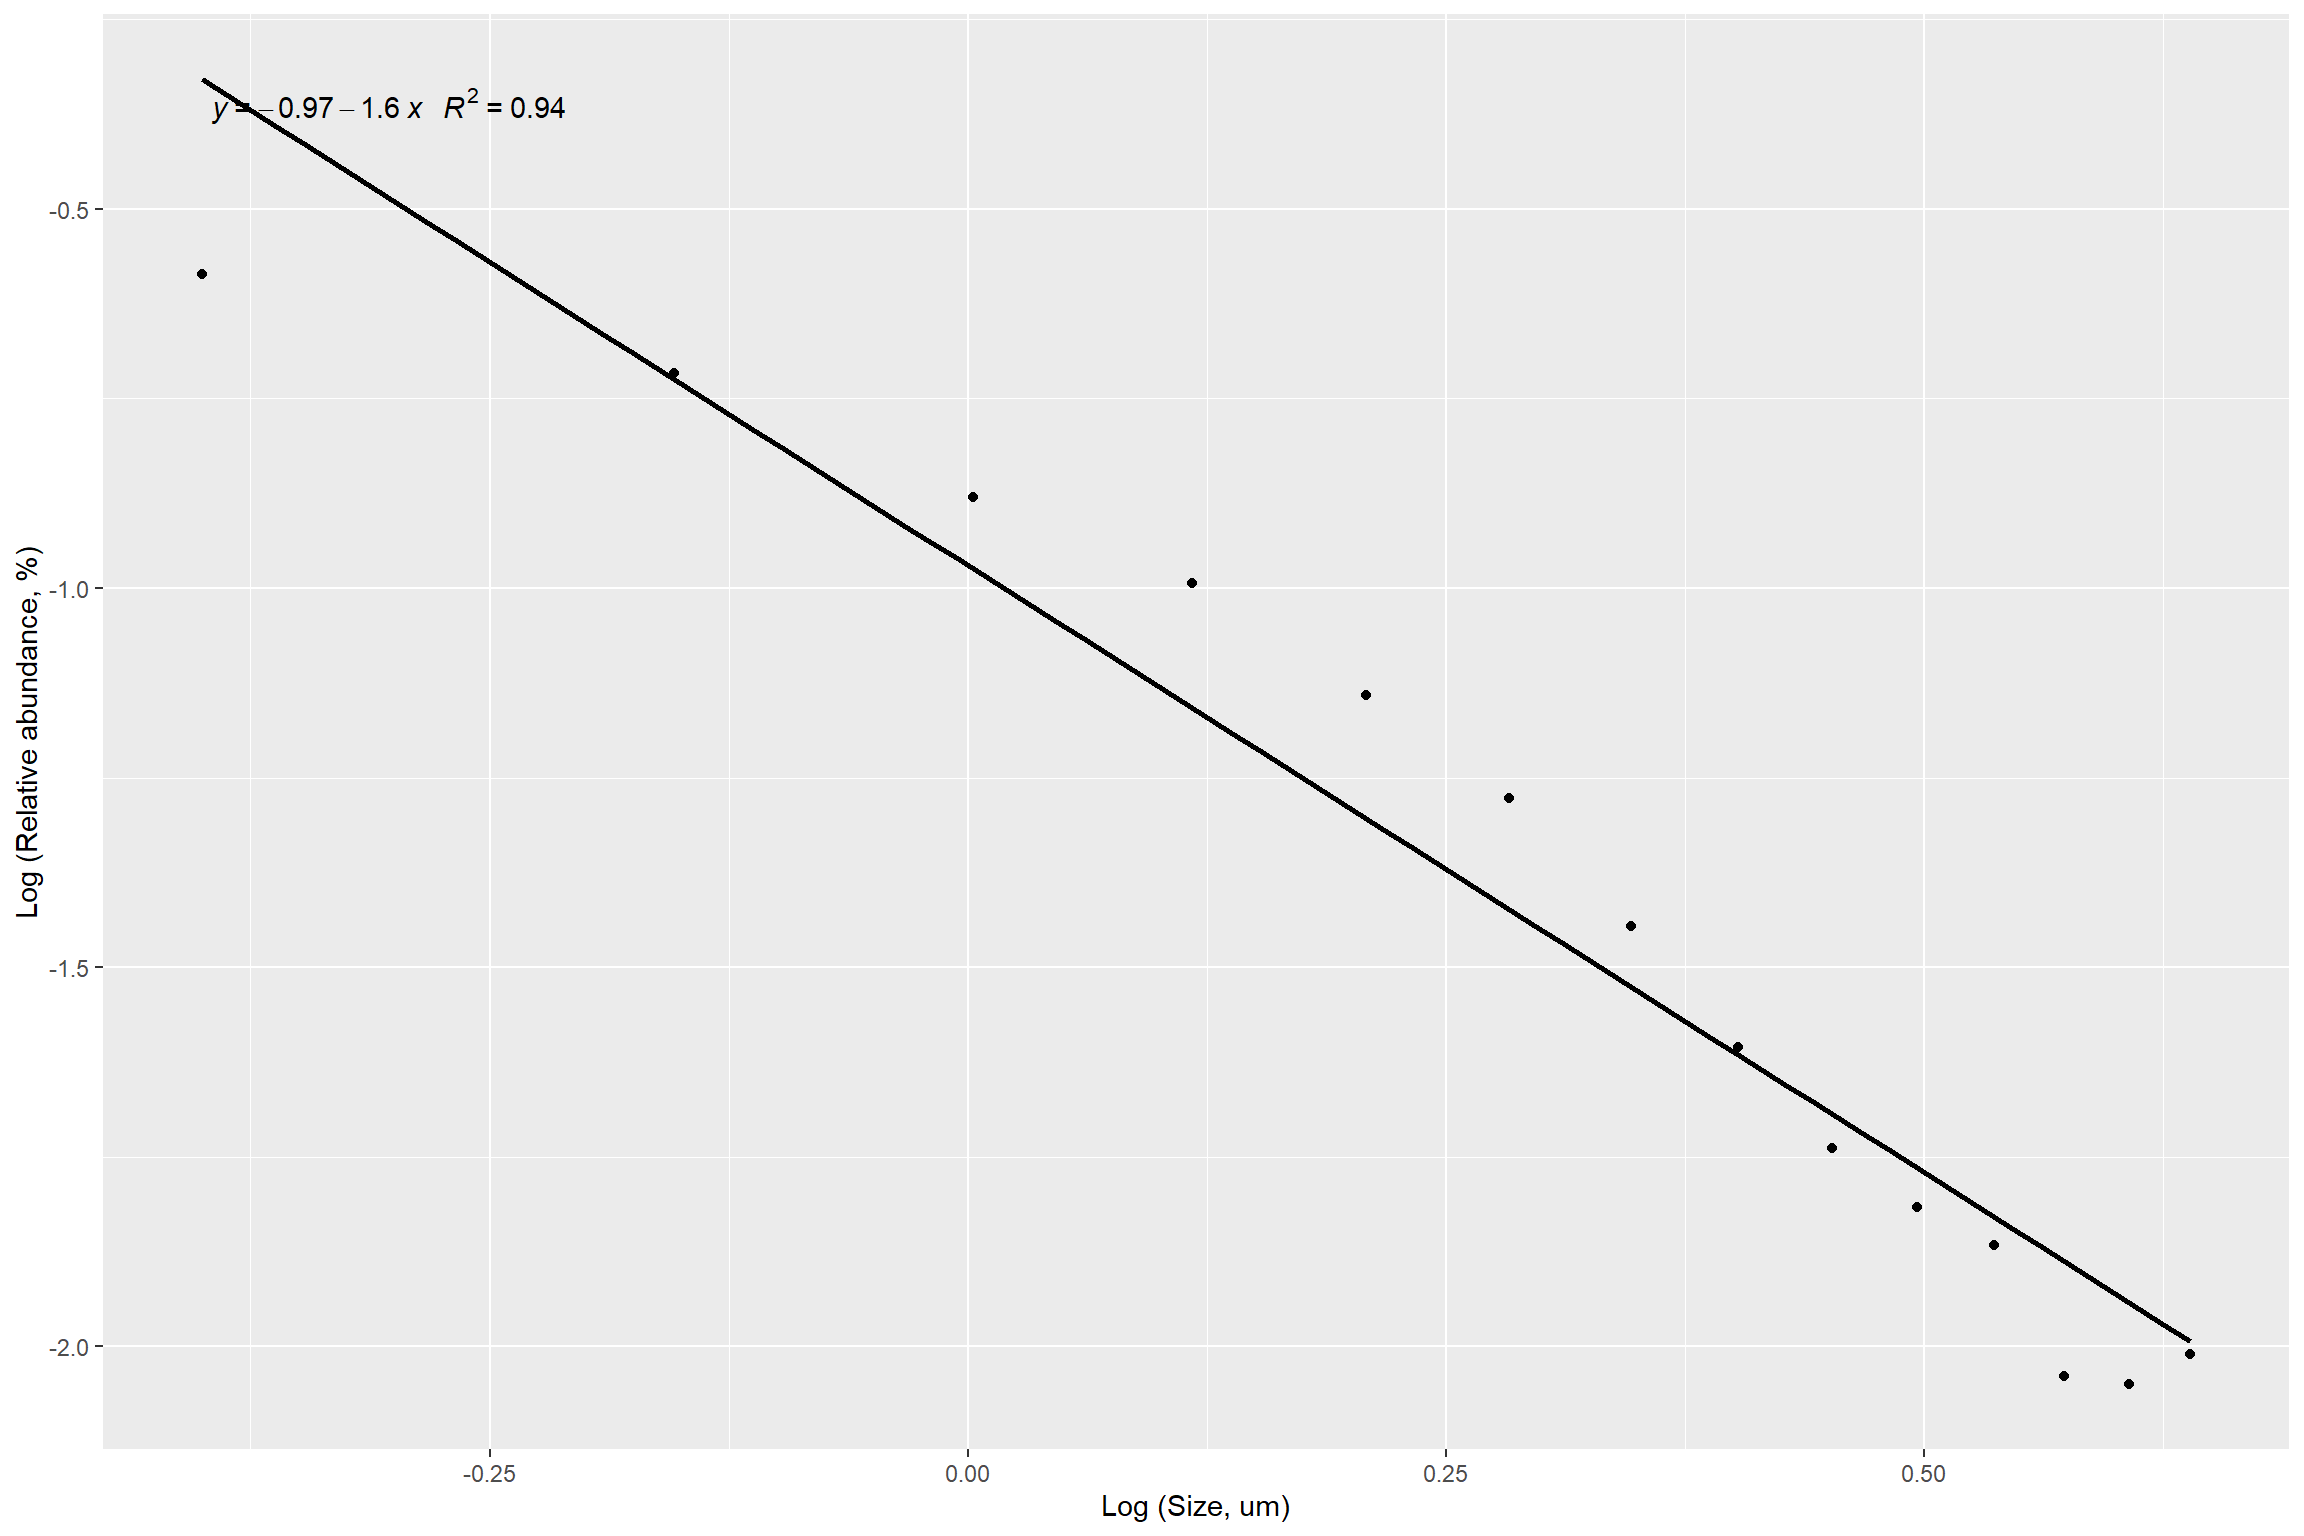 y = −0.97 − 1.6 x R² = 0.94
-0.5
-1.0
-1.5
-2.0
Log (Relative abundance, %)
-0.25 0.00 0.25 0.50
Log (Size, um)